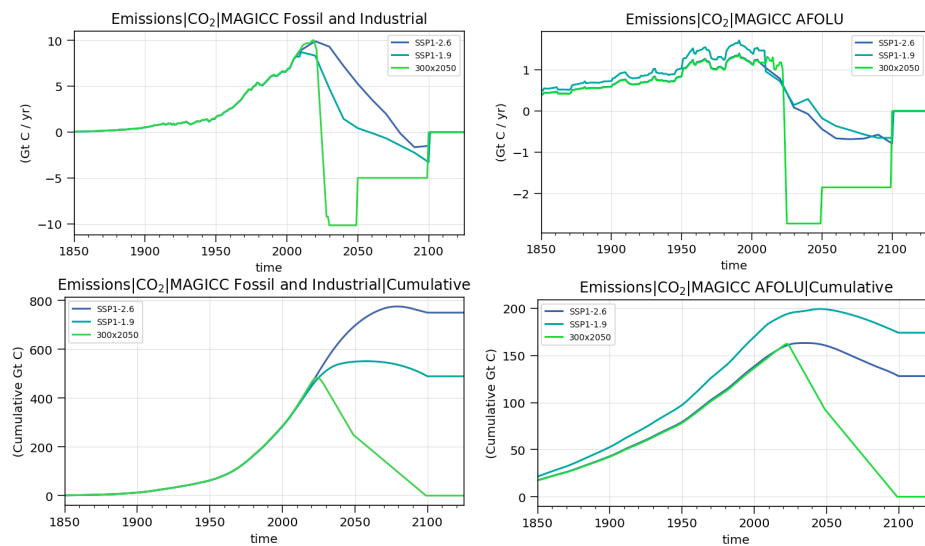 Emissions|CO₂|MAGICC Fossil and Industrial
(Gt C / yr)
10
5
0
−5
−10
SSP1-2.6
SSP1-1.9
300x2050
1850 1900 1950 2000 2050 2100
time
Emissions|CO₂|MAGICC AFOLU
(Gt C / yr)
1
0
−1
−2
SSP1-2.6
SSP1-1.9
300x2050
1850 1900 1950 2000 2050 2100
time
Emissions|CO₂|MAGICC Fossil and Industrial|Cumulative
(Cumulative Gt C)
800
600
400
200
0
SSP1-2.6
SSP1-1.9
300x2050
1850 1900 1950 2000 2050 2100
time
Emissions|CO₂|MAGICC AFOLU|Cumulative
(Cumulative Gt C)
200
150
100
50
0
SSP1-2.6
SSP1-1.9
300x2050
1850 1900 1950 2000 2050 2100
time